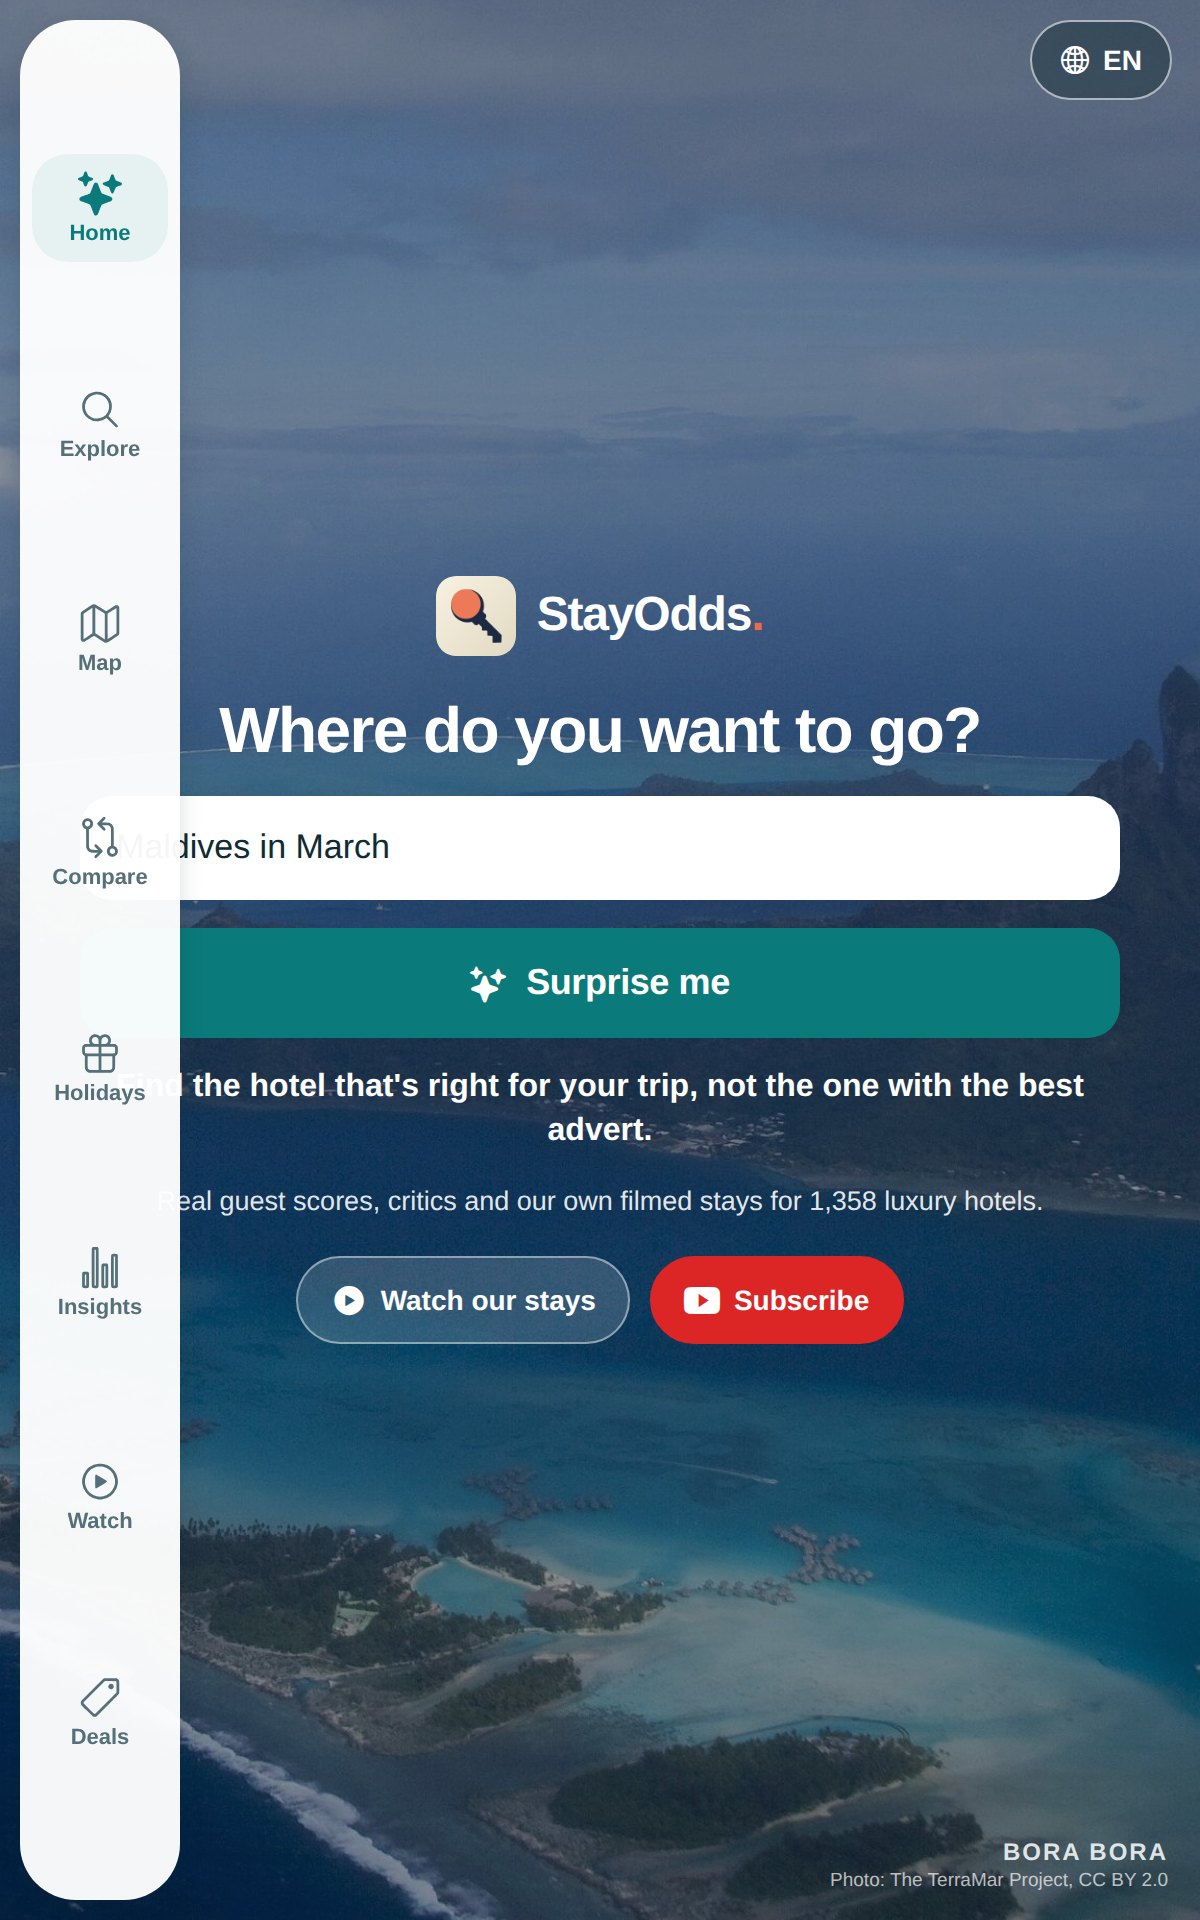 EN
Home
Explore
Map
Compare
Holidays
Insights
Watch
Deals
StayOdds.
Where do you want to go?
Maldives in March
Surprise me
Find the hotel that's right for your trip, not the one with the best
advert.
Real guest scores, critics and our own filmed stays for 1,358 luxury hotels.
Watch our stays
Subscribe
BORA BORA
Photo: The TerraMar Project, CC BY 2.0